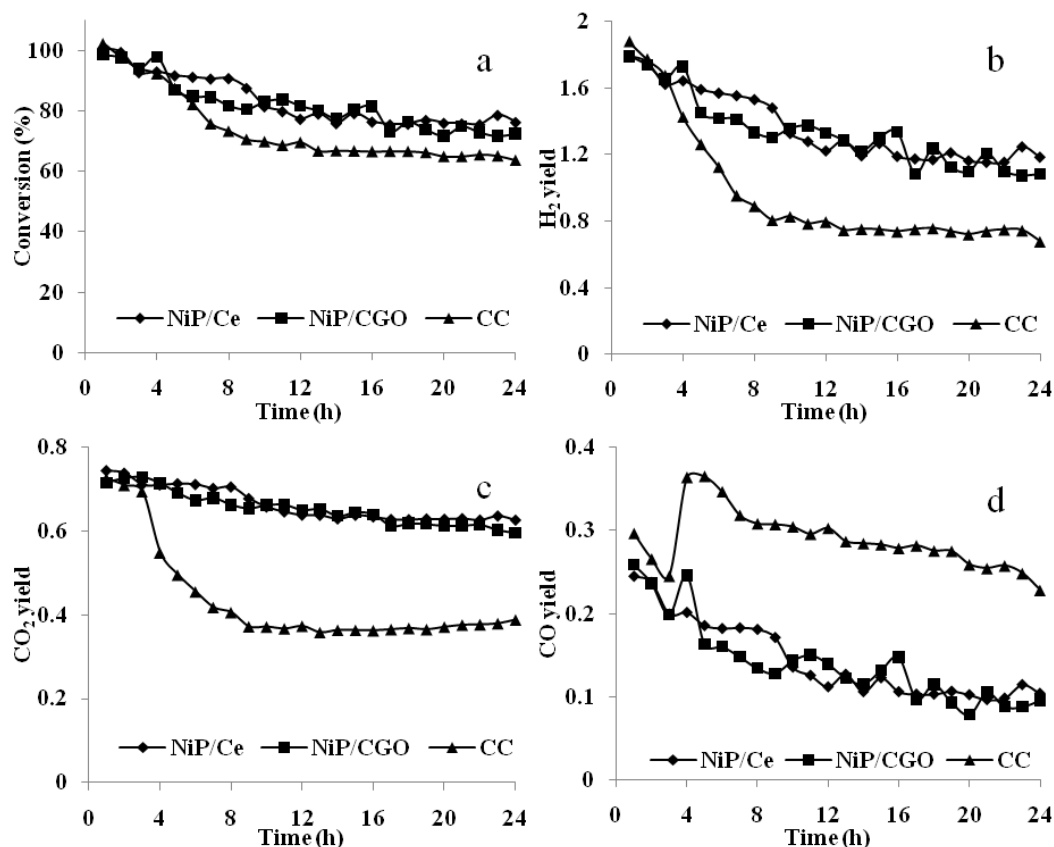 a
Conversion (%)
100
80
60
40
20
0
NiP/Ce NiP/CGO CC
0 4 8 12 16 20 24
Time (h)
b
H2 yield
2
1.6
1.2
0.8
0.4
0
NiP/Ce NiP/CGO CC
0 4 8 12 16 20 24
Time (h)
c
CO2 yield
0.8
0.6
0.4
0.2
0
NiP/Ce NiP/CGO CC
0 4 8 12 16 20 24
Time (h)
d
CO yield
0.4
0.3
0.2
0.1
0
NiP/Ce NiP/CGO CC
0 4 8 12 16 20 24
Time (h)